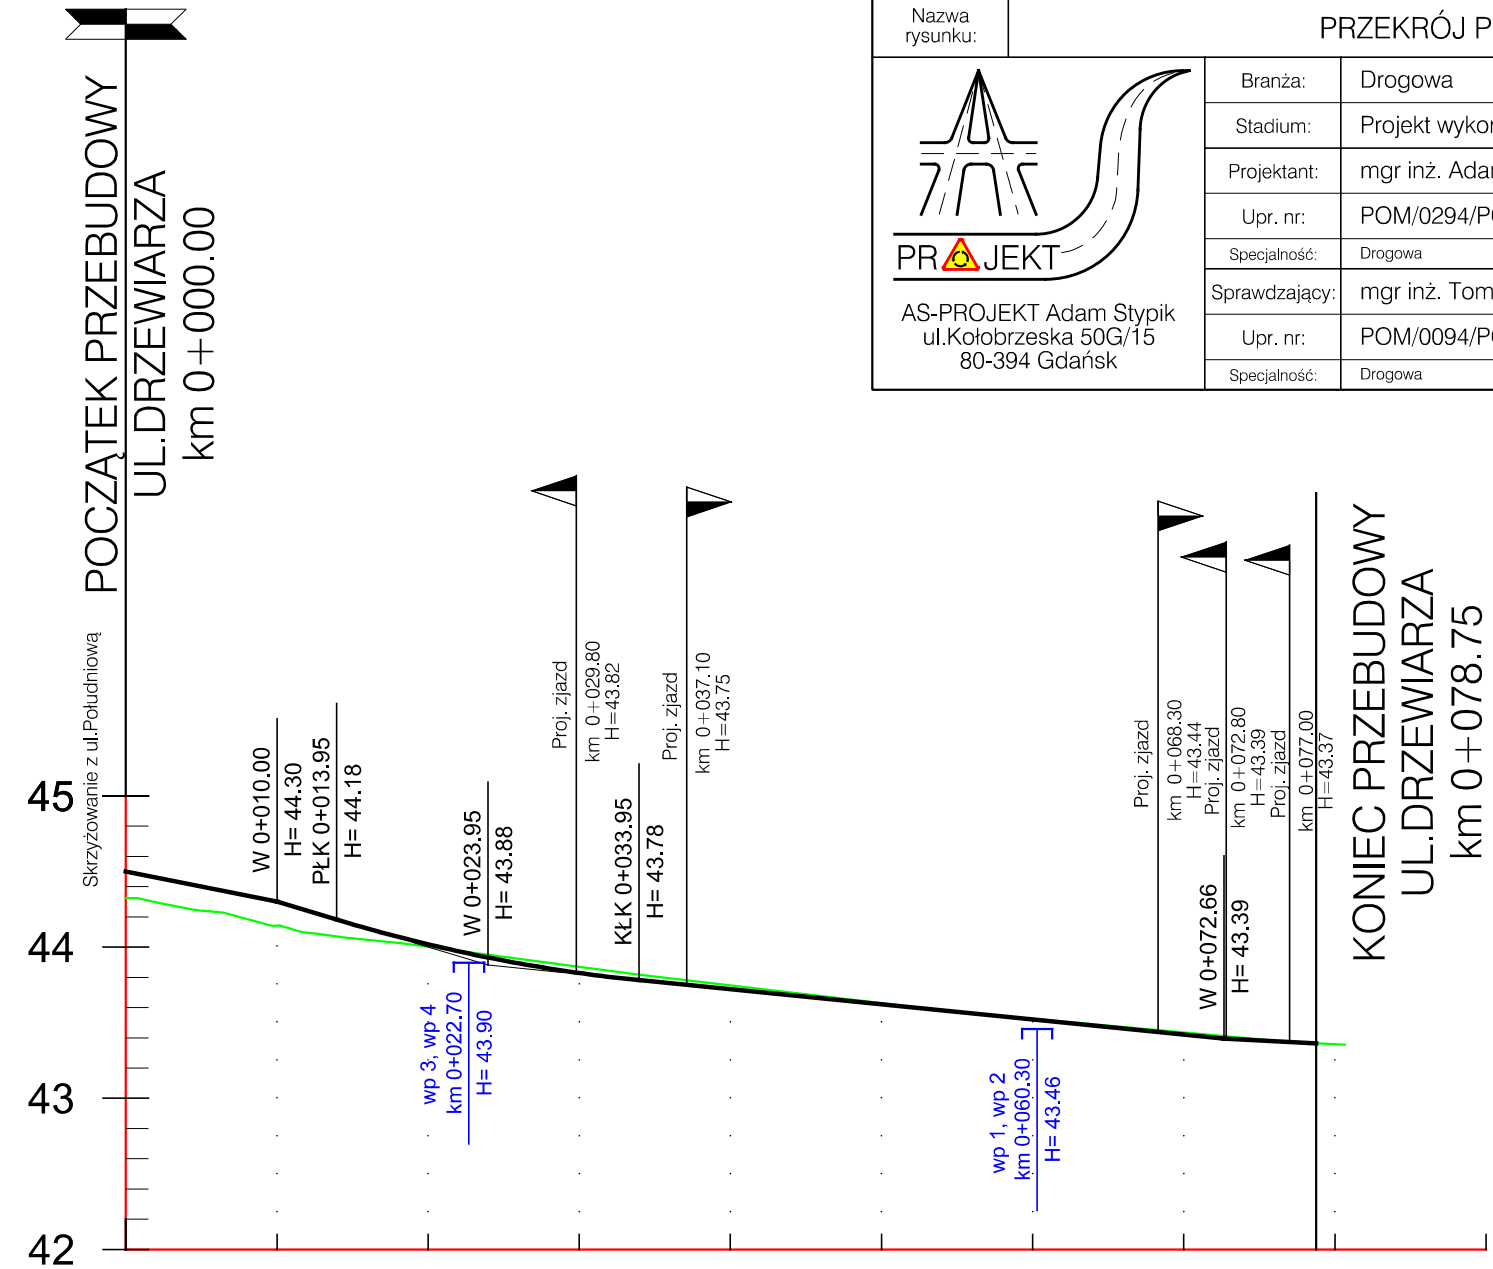 Nazwa
rysunku:
PRZEKRÓJ P
Branża:
Drogowa
Stadium:
Projekt wykon
Projektant:
mgr inż. Adam
Upr. nr:
POM/0294/PO
Specjalność:
Drogowa
Sprawdzający:
mgr inż. Tom
Upr. nr:
POM/0094/PO
Specjalność:
Drogowa
PR JEKT
AS-PROJEKT Adam Stypik
ul.Kołobrzeska 50G/15
80-394 Gdańsk
POCZĄTEK PRZEBUDOWY
UL.DRZEWIARZA
km 0+000.00
Skrzyżowanie z ul.Południową
W 0+010.00
H= 44.30
PŁK 0+013.95
H= 44.18
W 0+023.95
H= 43.88
Proj. zjazd
km 0+029.80
H=43.82
KŁK 0+033.95
H= 43.78
Proj. zjazd
km 0+037.10
H=43.75
Proj. zjazd
km 0+068.30
H=43.44
Proj. zjazd
km 0+072.80
H=43.39
Proj. zjazd
km 0+077.00
H=43.37
W 0+072.66
H= 43.39
KONIEC PRZEBUDOWY
UL.DRZEWIARZA
km 0+078.75
wp 3, wp 4
km 0+022.70
H= 43.90
wp 1, wp 2
km 0+060.30
H= 43.46
45
44
43
42